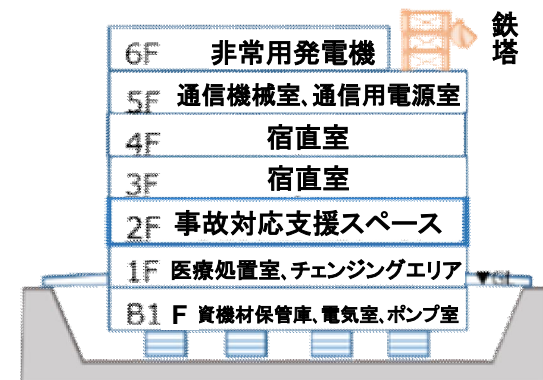 鉄塔
6F 非常用発電機
5F 通信機械室、通信用電源室
4F 宿直室
3F 宿直室
2F 事故対応支援スペース
1F 医療処置室、チェンジングエリア
▼GL
B1F 資機材保管庫、電気室、ポンプ室